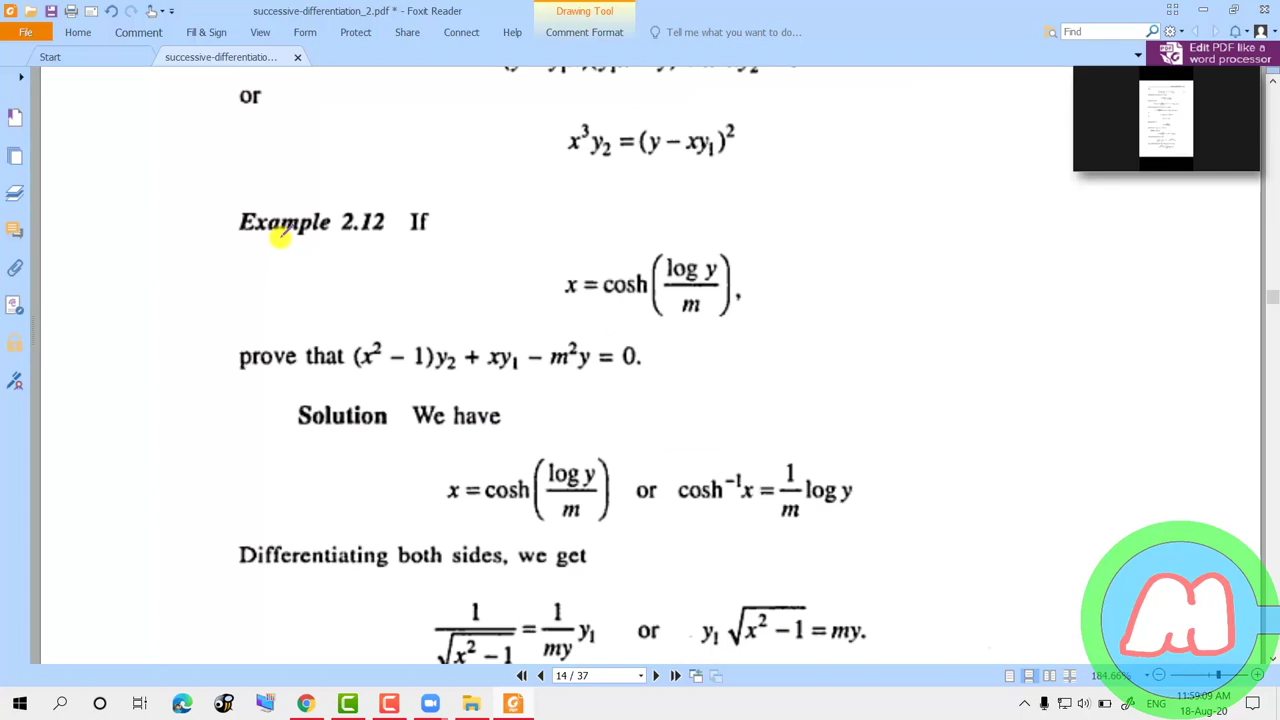 successive-differentiation_2.pdf * - Foxit Reader
Drawing Tool
File Home Comment Fill & Sign View Form Protect Share Connect Help Comment Format Tell me what you want to do... Find
Start successive-differentiatio... Edit PDF like a
word processor
or
x³y₂ = (y − xy₁)²
Example 2.12 If
x = cosh(log y / m),
prove that (x² − 1)y₂ + xy₁ − m²y = 0.
Solution We have
x = cosh(log y / m) or cosh⁻¹x = 1/m log y
Differentiating both sides, we get
1/√(x² − 1) = 1/my y₁ or y₁√(x² − 1) = my.
14 / 37
184.66%
11:59:09 AM
ENG
18-Aug-20
M